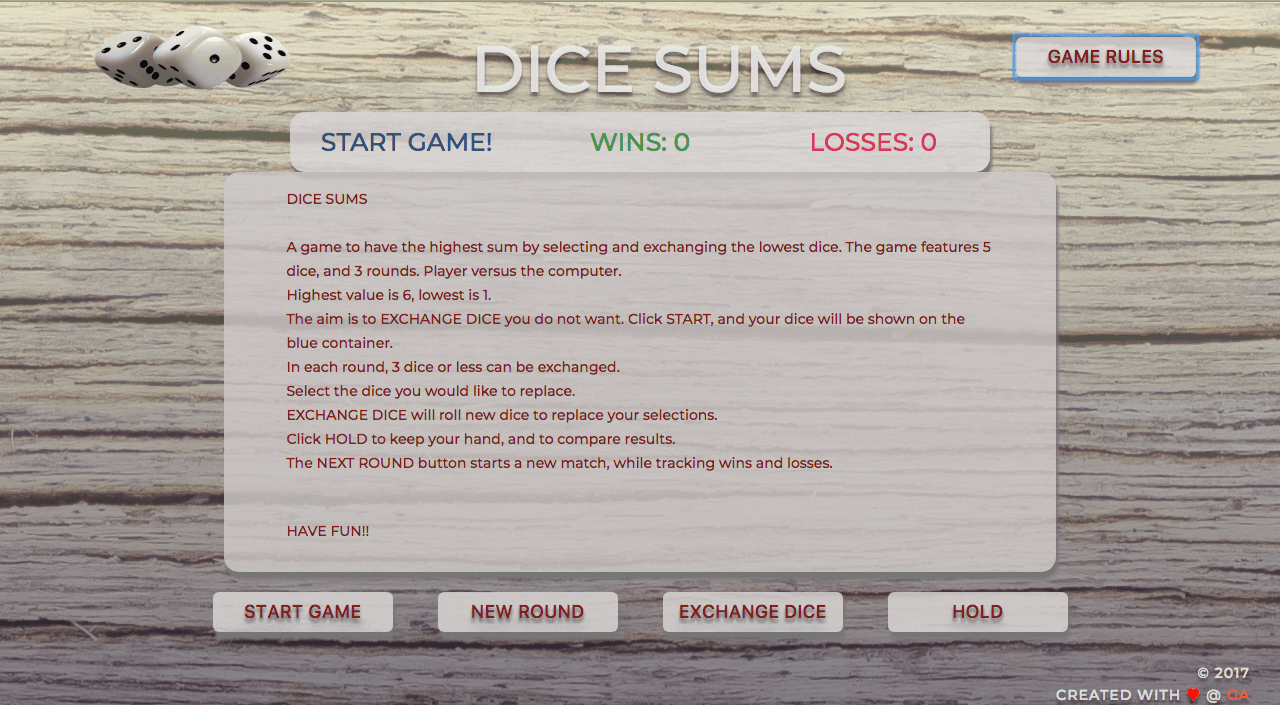 DICE SUMS
GAME RULES
START GAME! WINS: 0 LOSSES: 0
DICE SUMS
A game to have the highest sum by selecting and exchanging the lowest dice. The game features 5
dice, and 3 rounds. Player versus the computer.
Highest value is 6, lowest is 1.
The aim is to EXCHANGE DICE you do not want. Click START, and your dice will be shown on the
blue container.
In each round, 3 dice or less can be exchanged.
Select the dice you would like to replace.
EXCHANGE DICE will roll new dice to replace your selections.
Click HOLD to keep your hand, and to compare results.
The NEXT ROUND button starts a new match, while tracking wins and losses.
HAVE FUN!!
START GAME NEW ROUND EXCHANGE DICE HOLD
© 2017
CREATED WITH ♥ @ GA